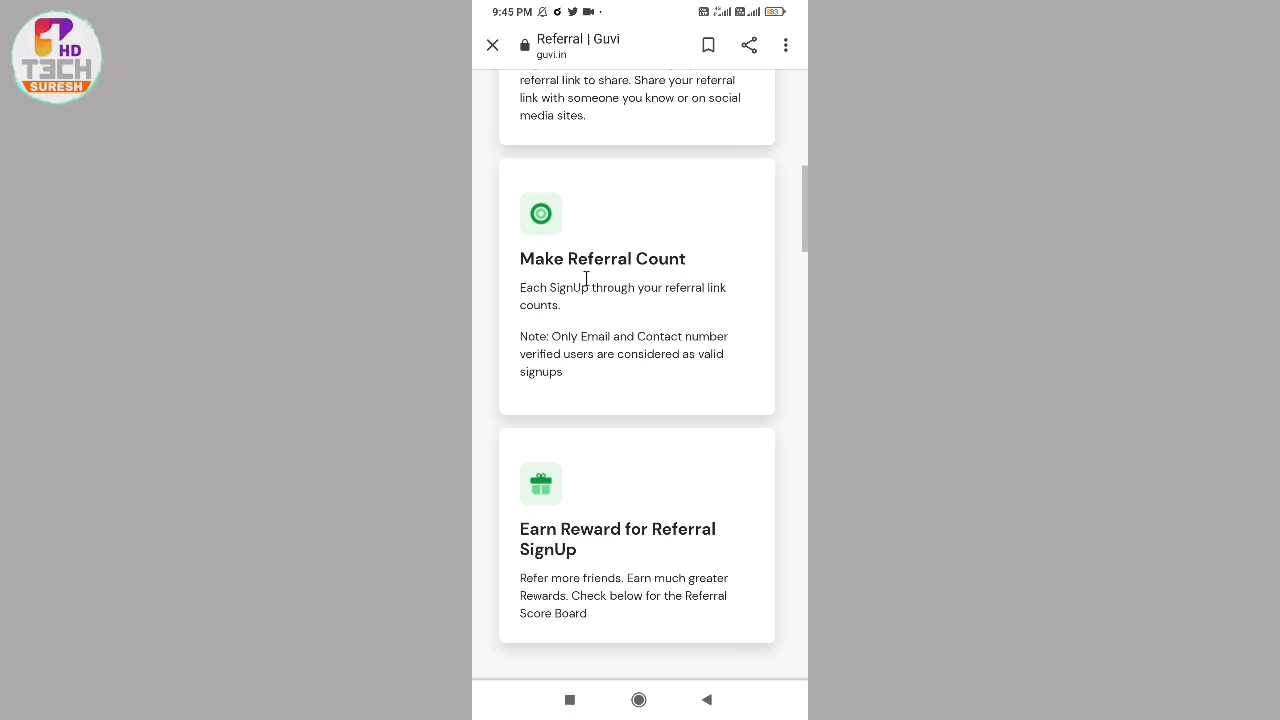 HD
TECH
SURESH
9:45 PM
4G
83
Referral | Guvi
guvi.in
referral link to share. Share your referral
link with someone you know or on social
media sites.
Make Referral Count
Each SignUp through your referral link
counts.
Note: Only Email and Contact number
verified users are considered as valid
signups
Earn Reward for Referral
SignUp
Refer more friends. Earn much greater
Rewards. Check below for the Referral
Score Board